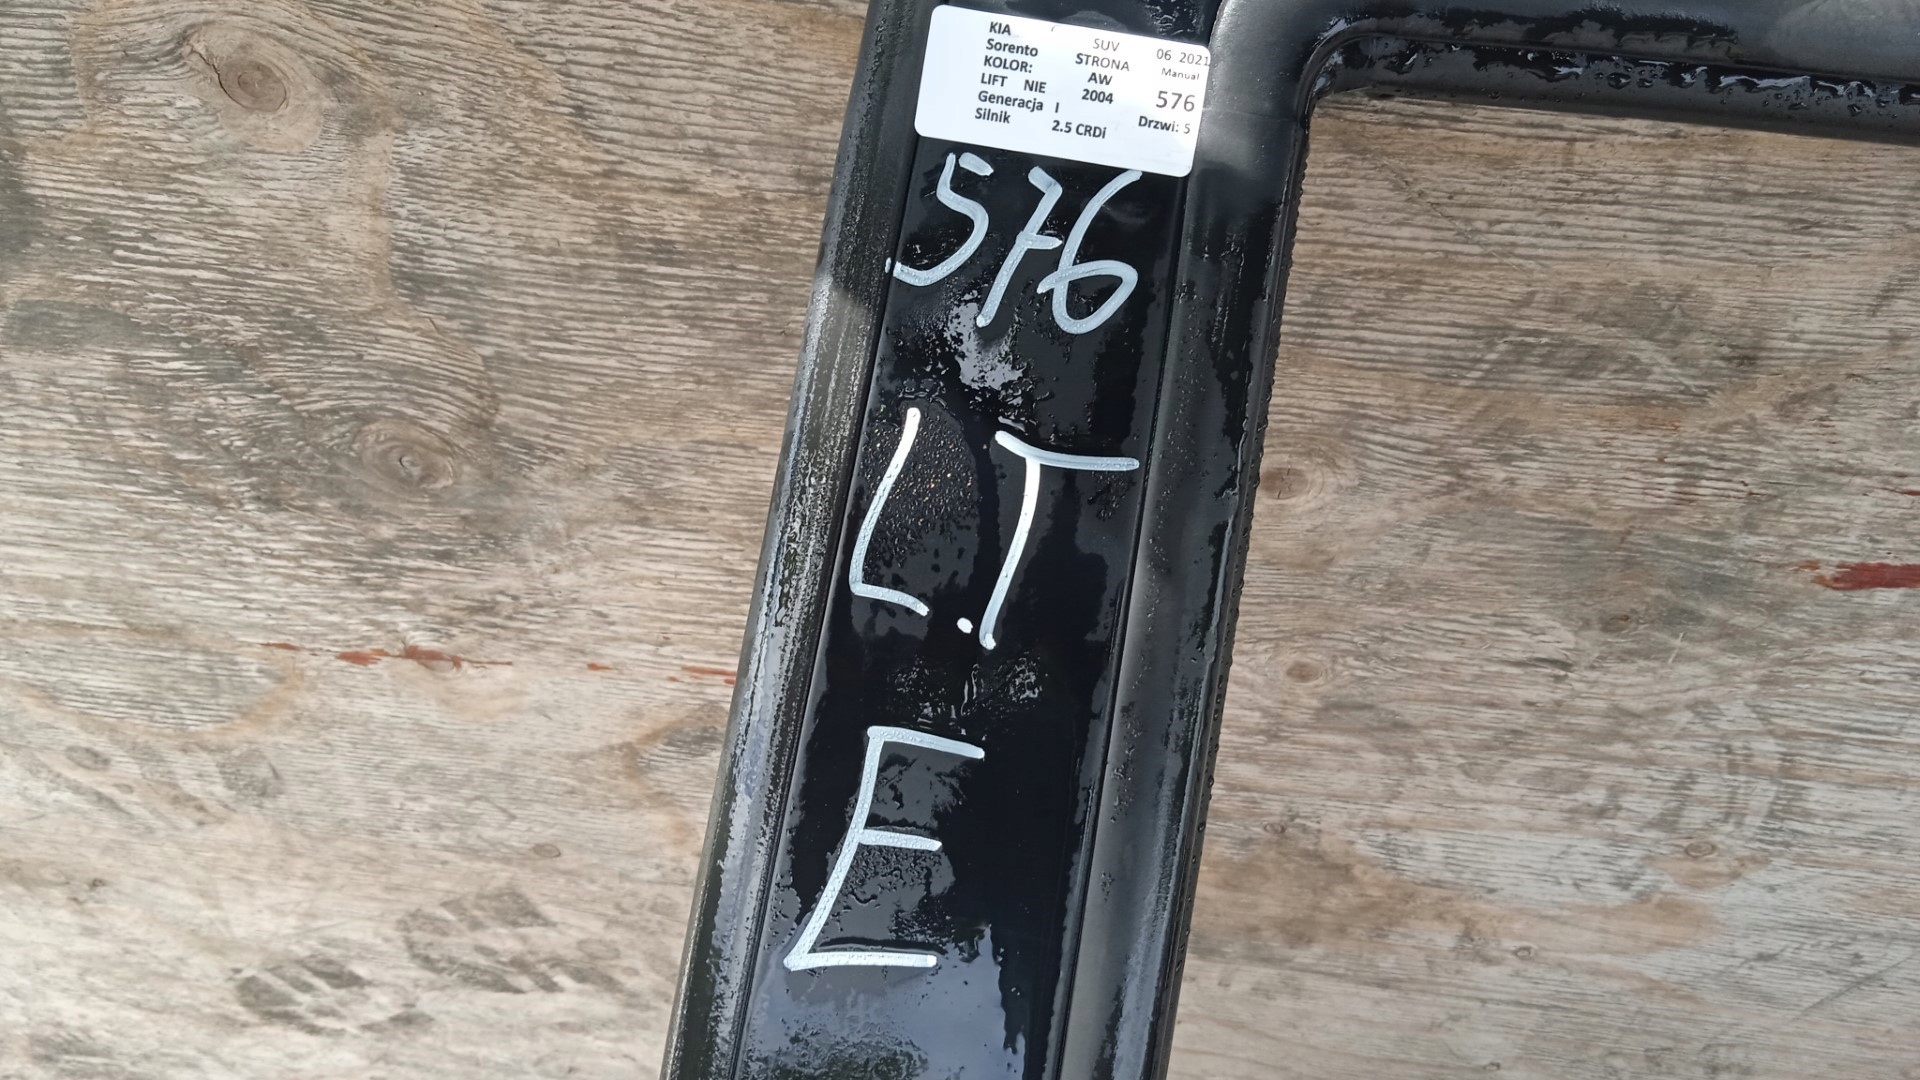 KIA SUV 06 2021
Sorento STRONA Manual
KOLOR: AW
LIFT NIE 2004 576
Generacja I Drzwi: 5
Silnik 2.5 CRDi
576
L.T
E